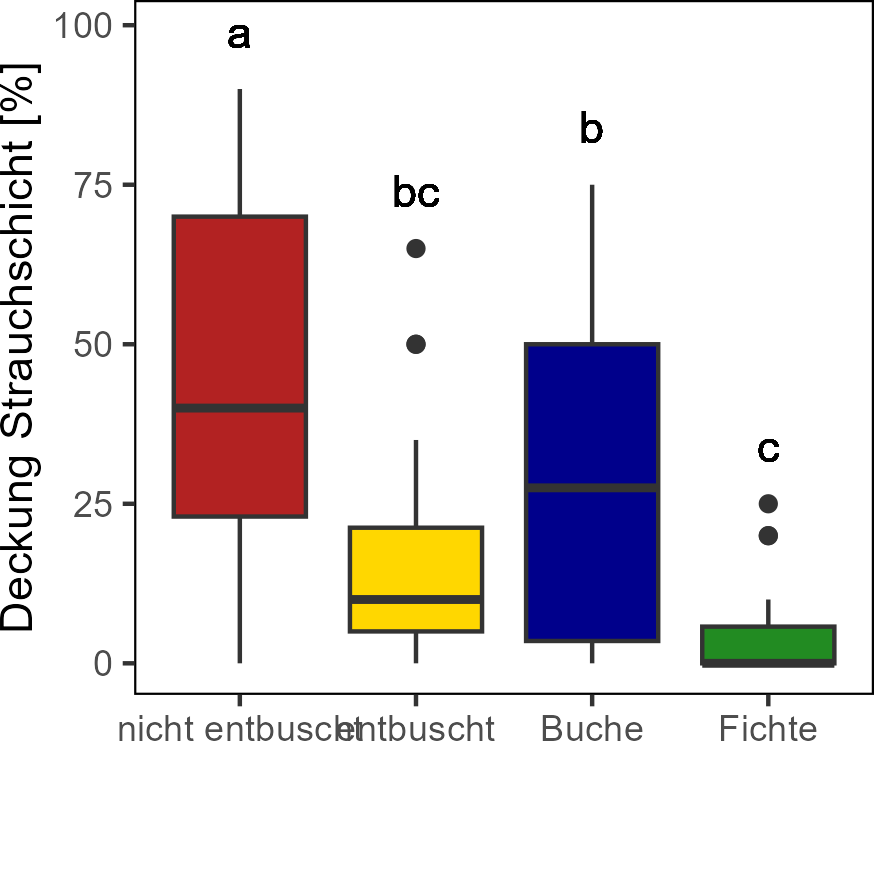 Deckung Strauchschicht [%]
100
75
50
25
0
a
bc
b
c
nicht entbuscht
entbuscht
Buche
Fichte